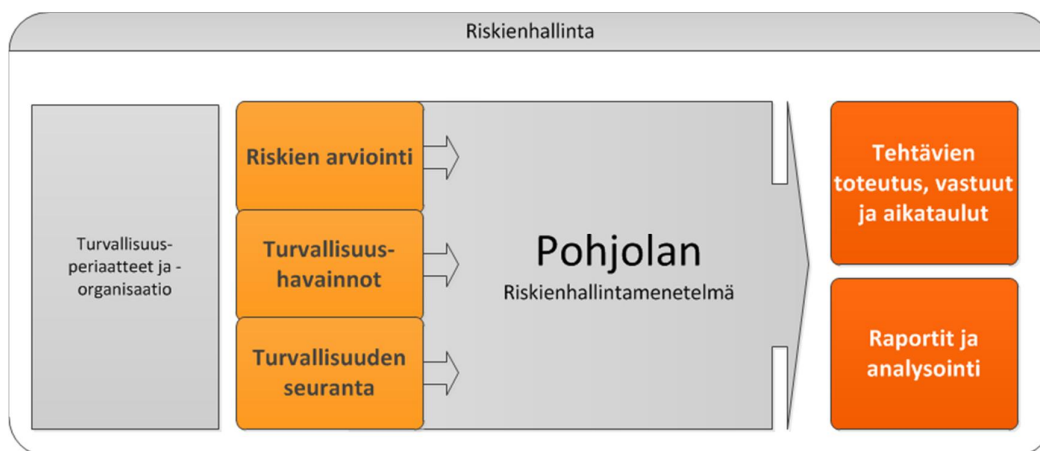 Riskienhallinta
Turvallisuus-
periaatteet ja -
organisaatio
Riskien arviointi
Turvallisuus-
havainnot
Turvallisuuden
seuranta
Pohjolan
Riskienhallintamenetelmä
Tehtävien
toteutus, vastuut
ja aikataulut
Raportit ja
analysointi